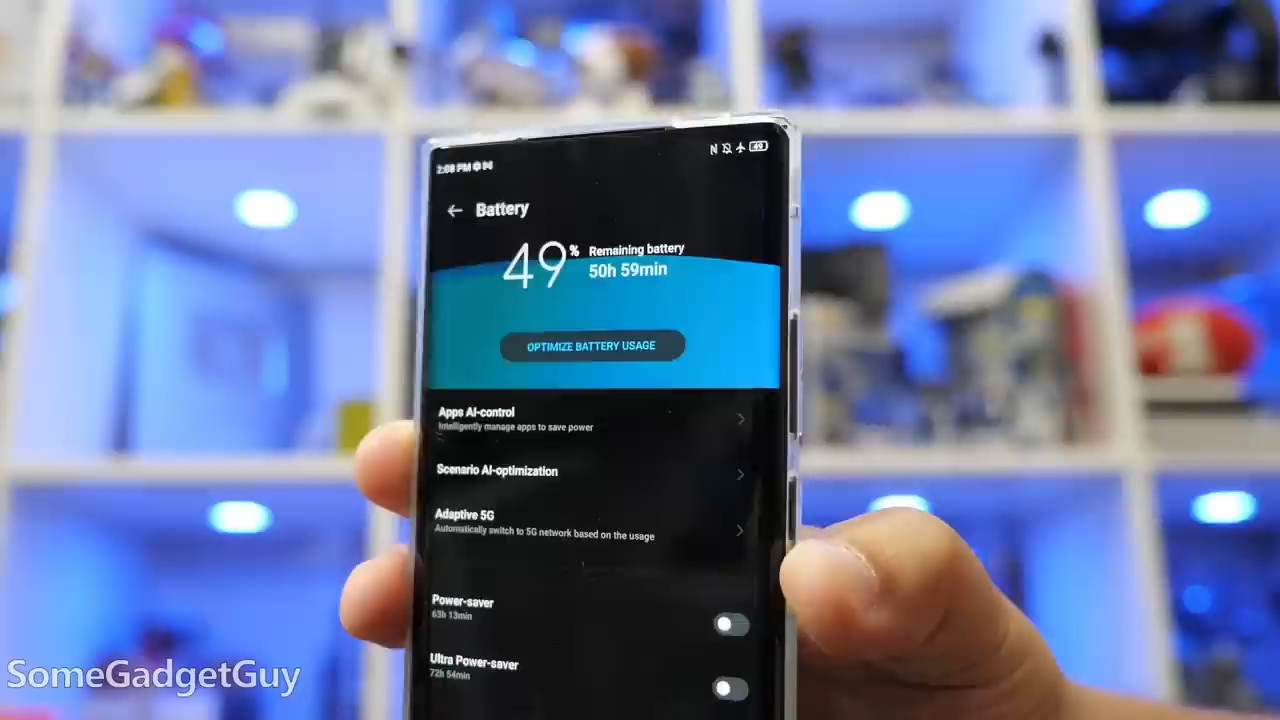 2:08 PM
49
Battery
49%
Remaining battery
50h 59min
OPTIMIZE BATTERY USAGE
Apps AI-control
Intelligently manage apps to save power
Scenario AI-optimization
Adaptive 5G
Automatically switch to 5G network based on the usage
Power-saver
63h 13min
Ultra Power-saver
72h 54min
SomeGadgetGuy